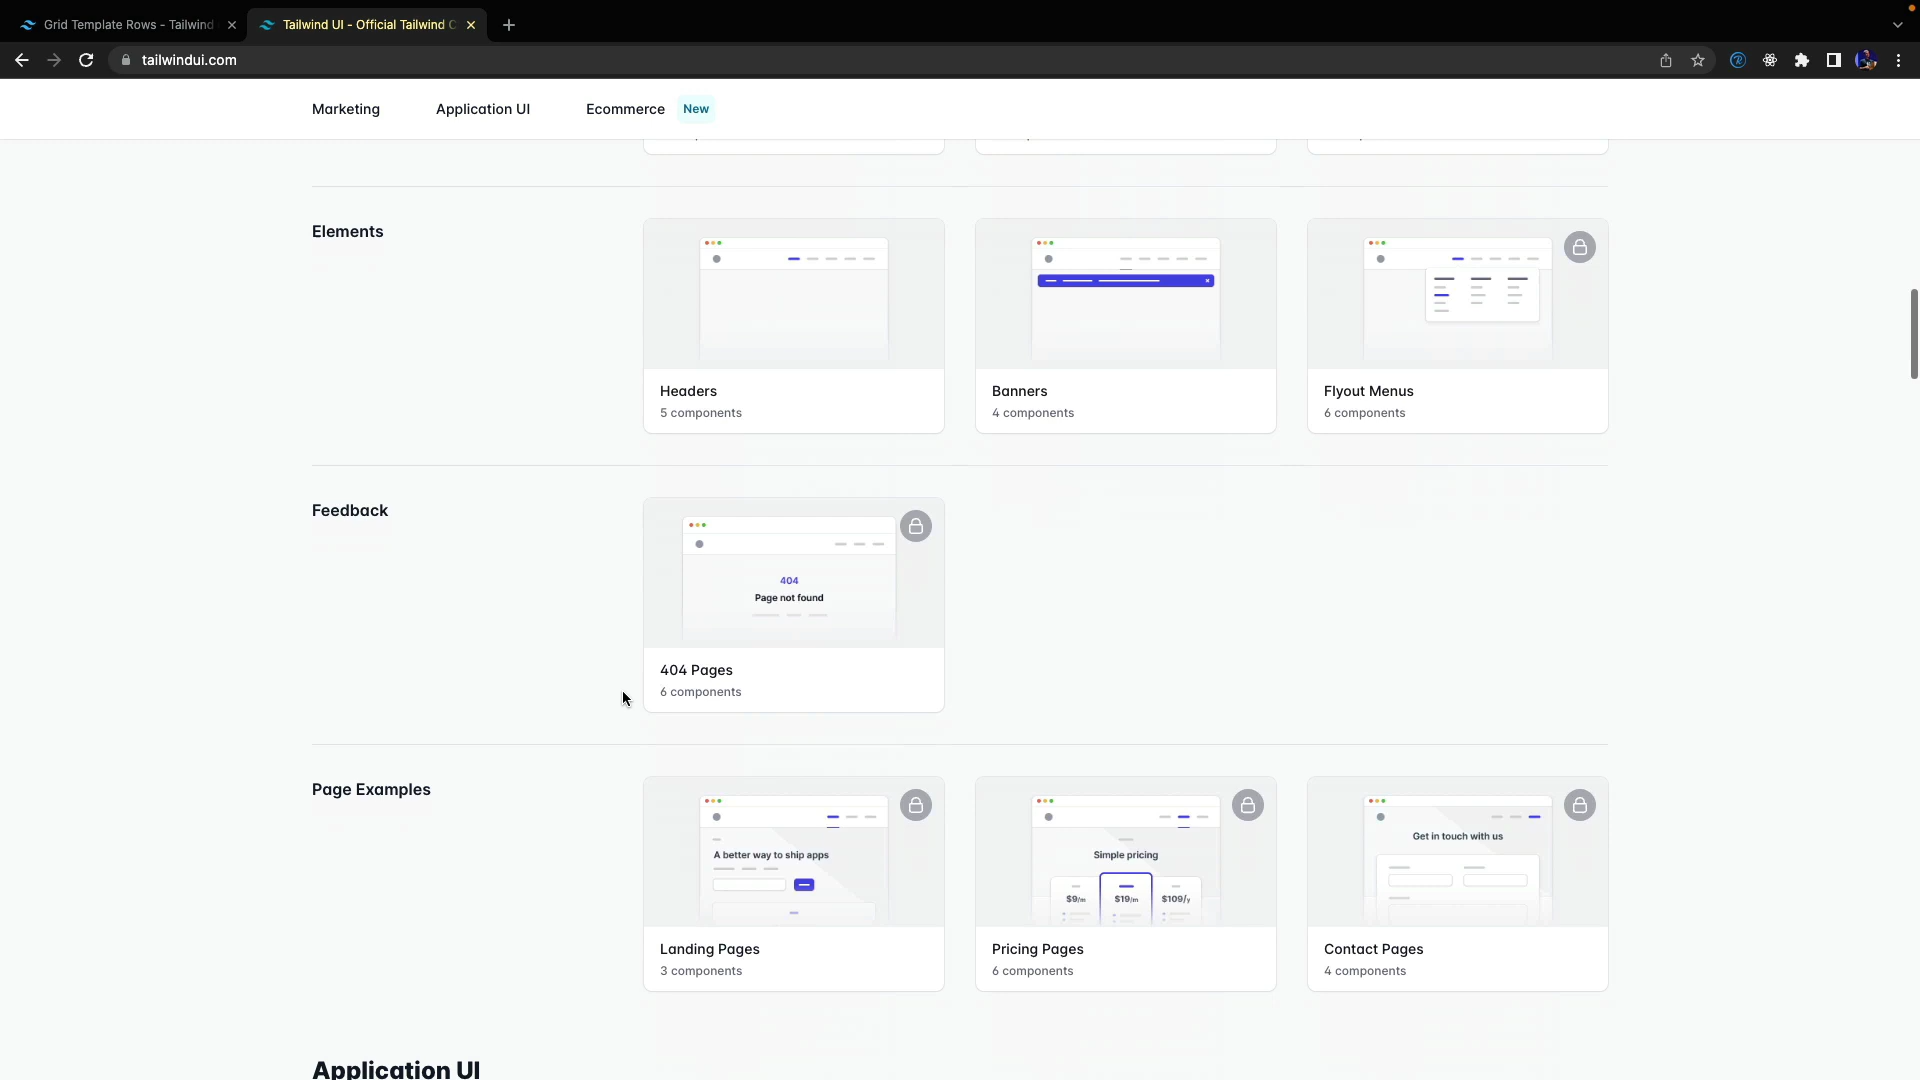 Grid Template Rows - Tailwind
Tailwind UI - Official Tailwind C
tailwindui.com
Marketing
Application UI
Ecommerce
New
Elements
Headers
5 components
Banners
4 components
Flyout Menus
6 components
Feedback
404
Page not found
404 Pages
6 components
Page Examples
A better way to ship apps
Landing Pages
3 components
Simple pricing
$9/m
$19/m
$109/y
Pricing Pages
6 components
Get in touch with us
Contact Pages
4 components
Application UI